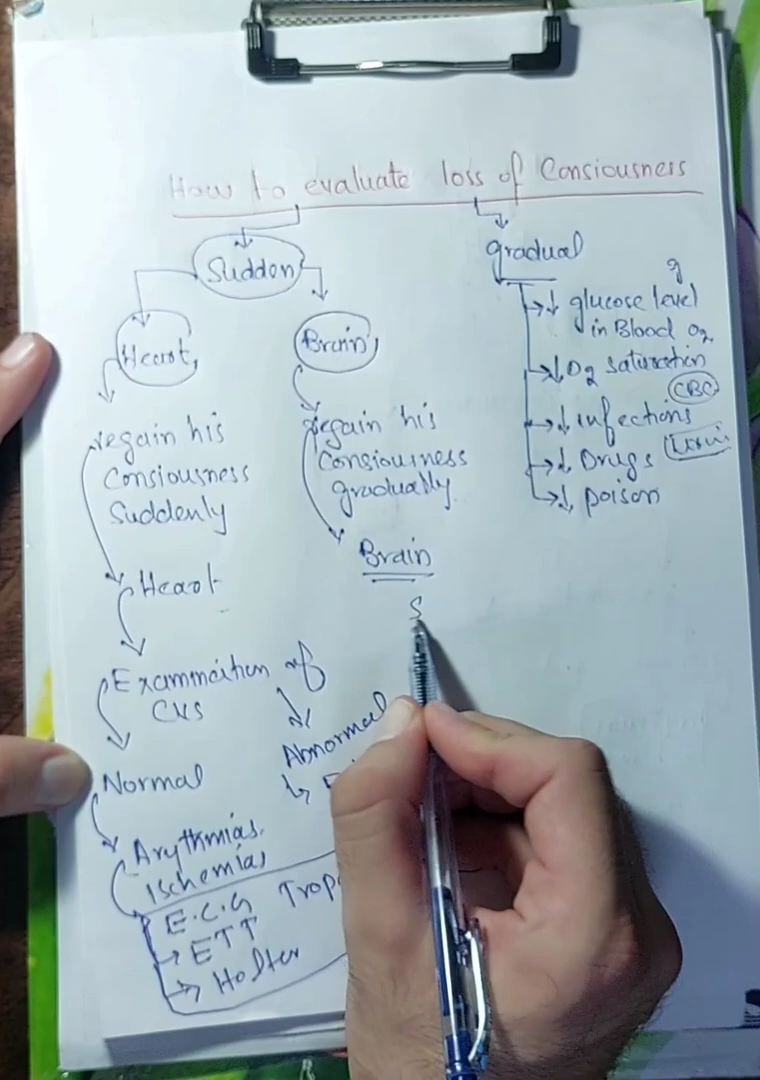 How to evaluate loss of Consiousness
Sudden
Heart,
regain his
Consiousness
Suddenly
Heart
Examination of
CVS
Normal
Arythmias.
Ischemias
E.C.G
ETT
Holter
Abnormal
Brain,
regain his
Consiousness
gradually.
Brain
S
gradual
↓ glucose level
in Blood O2
↓ O2 saturation
CBC
↓ infections
↓ Drugs
↓ poison